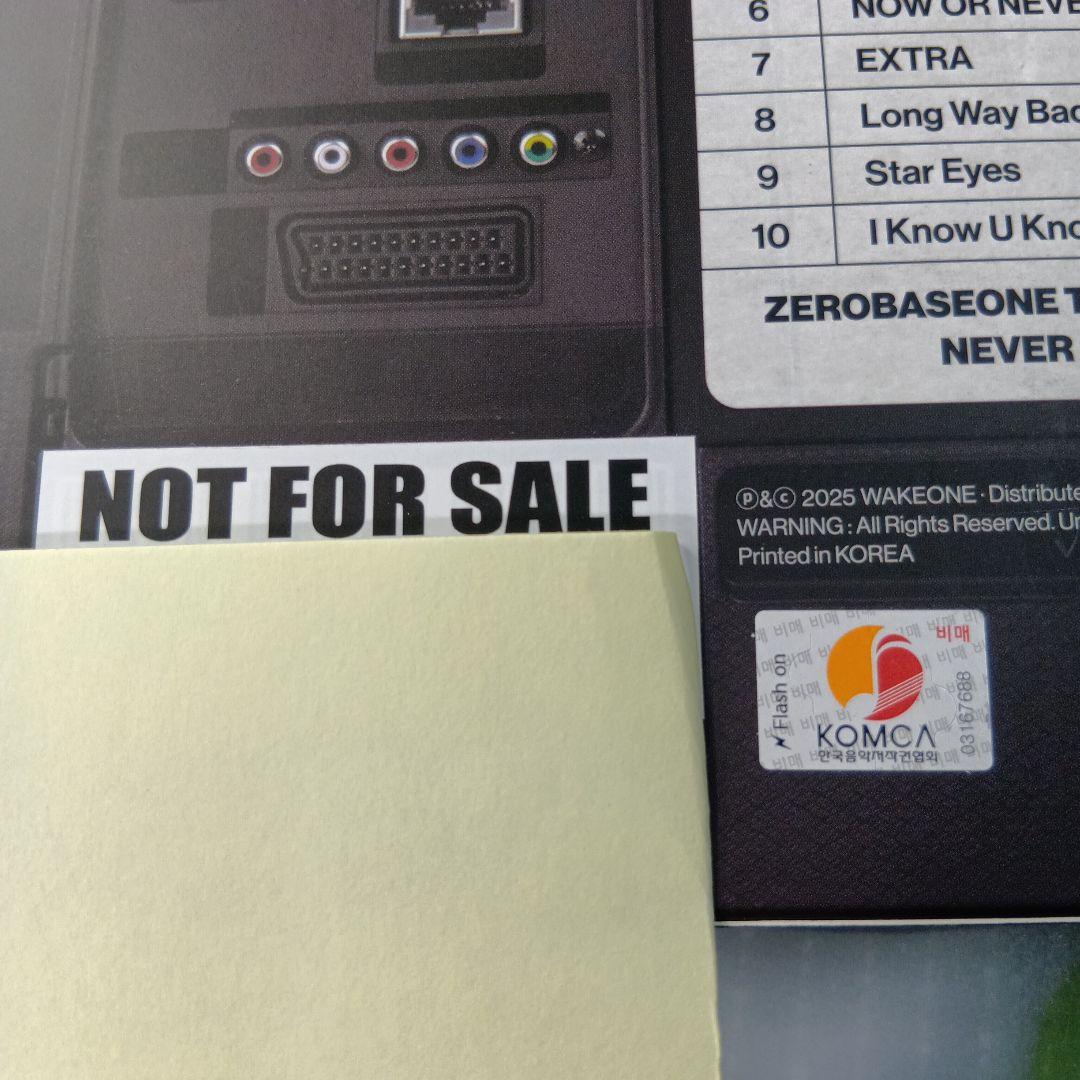 6 NOW OR NEVE
7 EXTRA
8 Long Way Bac
9 Star Eyes
10 I Know U Kno
ZEROBASEONE T
NEVER
NOT FOR SALE
Ⓟ&Ⓒ 2025 WAKEONE · Distribute
WARNING : All Rights Reserved. Un
Printed in KOREA
비매
Flash on
03167688
KOMCA
한국음악저작권협회